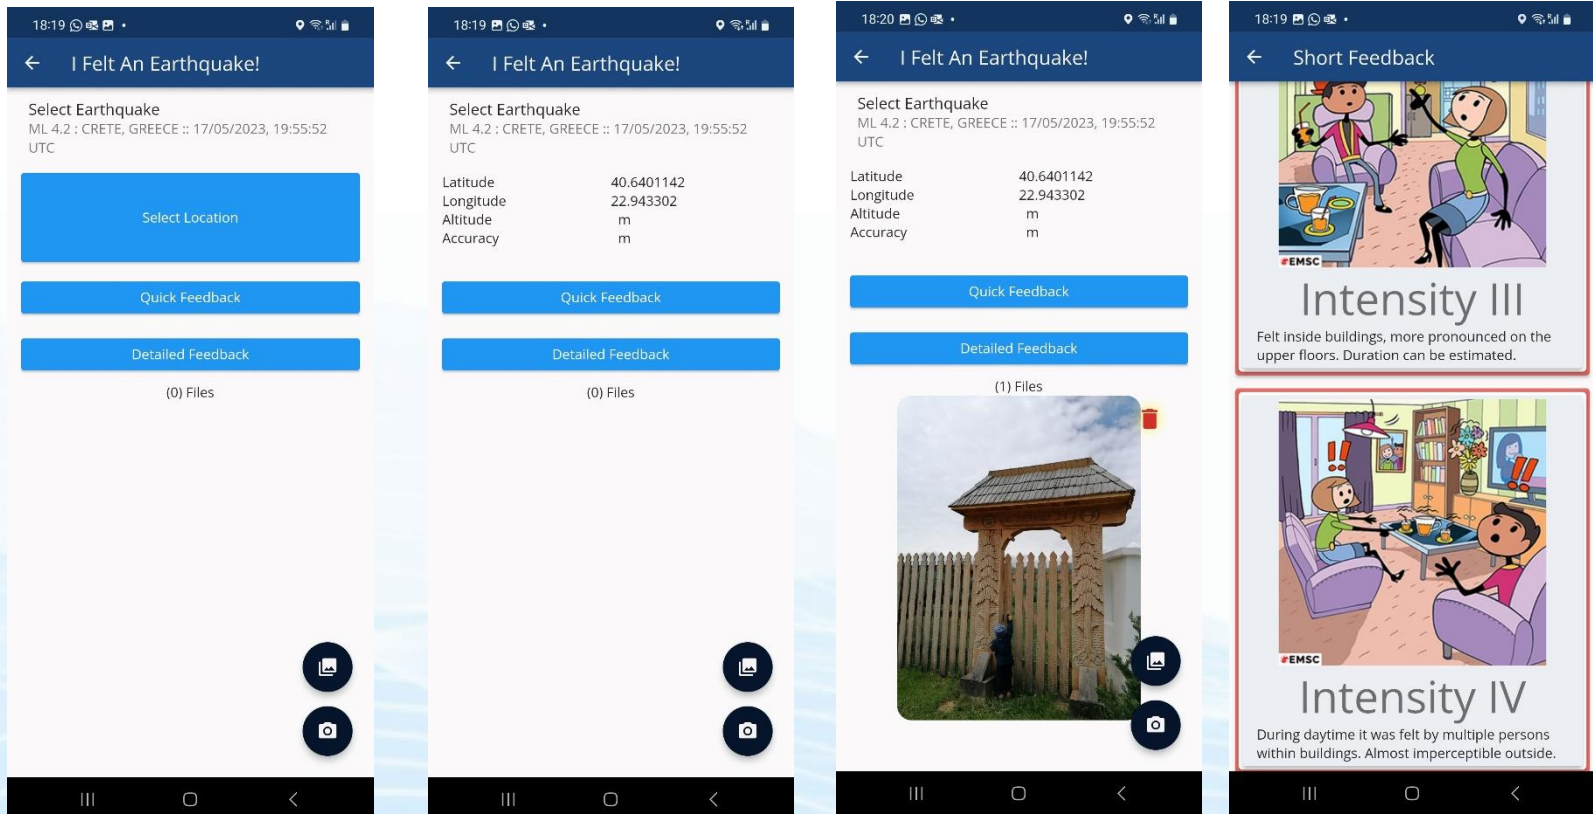 18:19
I Felt An Earthquake!
Select Earthquake
ML 4.2 : CRETE, GREECE :: 17/05/2023, 19:55:52
UTC
Select Location
Quick Feedback
Detailed Feedback
(0) Files
18:19
I Felt An Earthquake!
Select Earthquake
ML 4.2 : CRETE, GREECE :: 17/05/2023, 19:55:52
UTC
Latitude 40.6401142
Longitude 22.943302
Altitude m
Accuracy m
Quick Feedback
Detailed Feedback
(0) Files
18:20
I Felt An Earthquake!
Select Earthquake
ML 4.2 : CRETE, GREECE :: 17/05/2023, 19:55:52
UTC
Latitude 40.6401142
Longitude 22.943302
Altitude m
Accuracy m
Quick Feedback
Detailed Feedback
(1) Files
18:19
Short Feedback
EMSC
Intensity III
Felt inside buildings, more pronounced on the
upper floors. Duration can be estimated.
!! !!
EMSC
Intensity IV
During daytime it was felt by multiple persons
within buildings. Almost imperceptible outside.